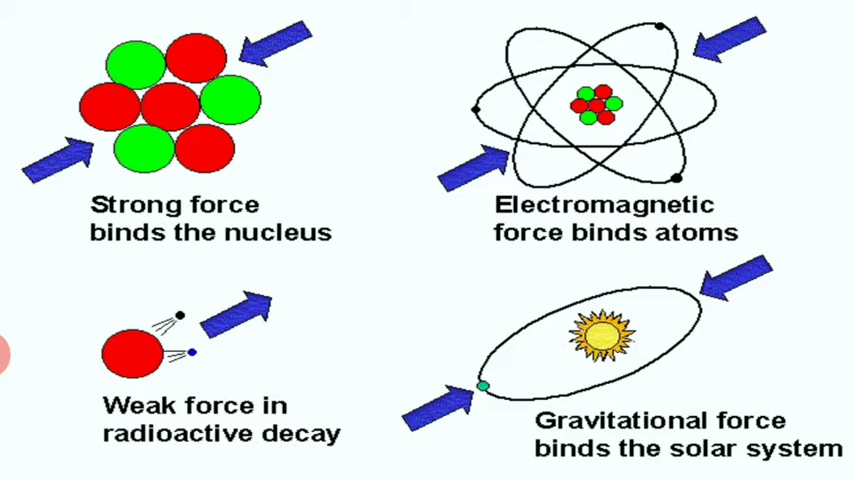 Strong force
binds the nucleus
Electromagnetic
force binds atoms
Weak force in
radioactive decay
Gravitational force
binds the solar system